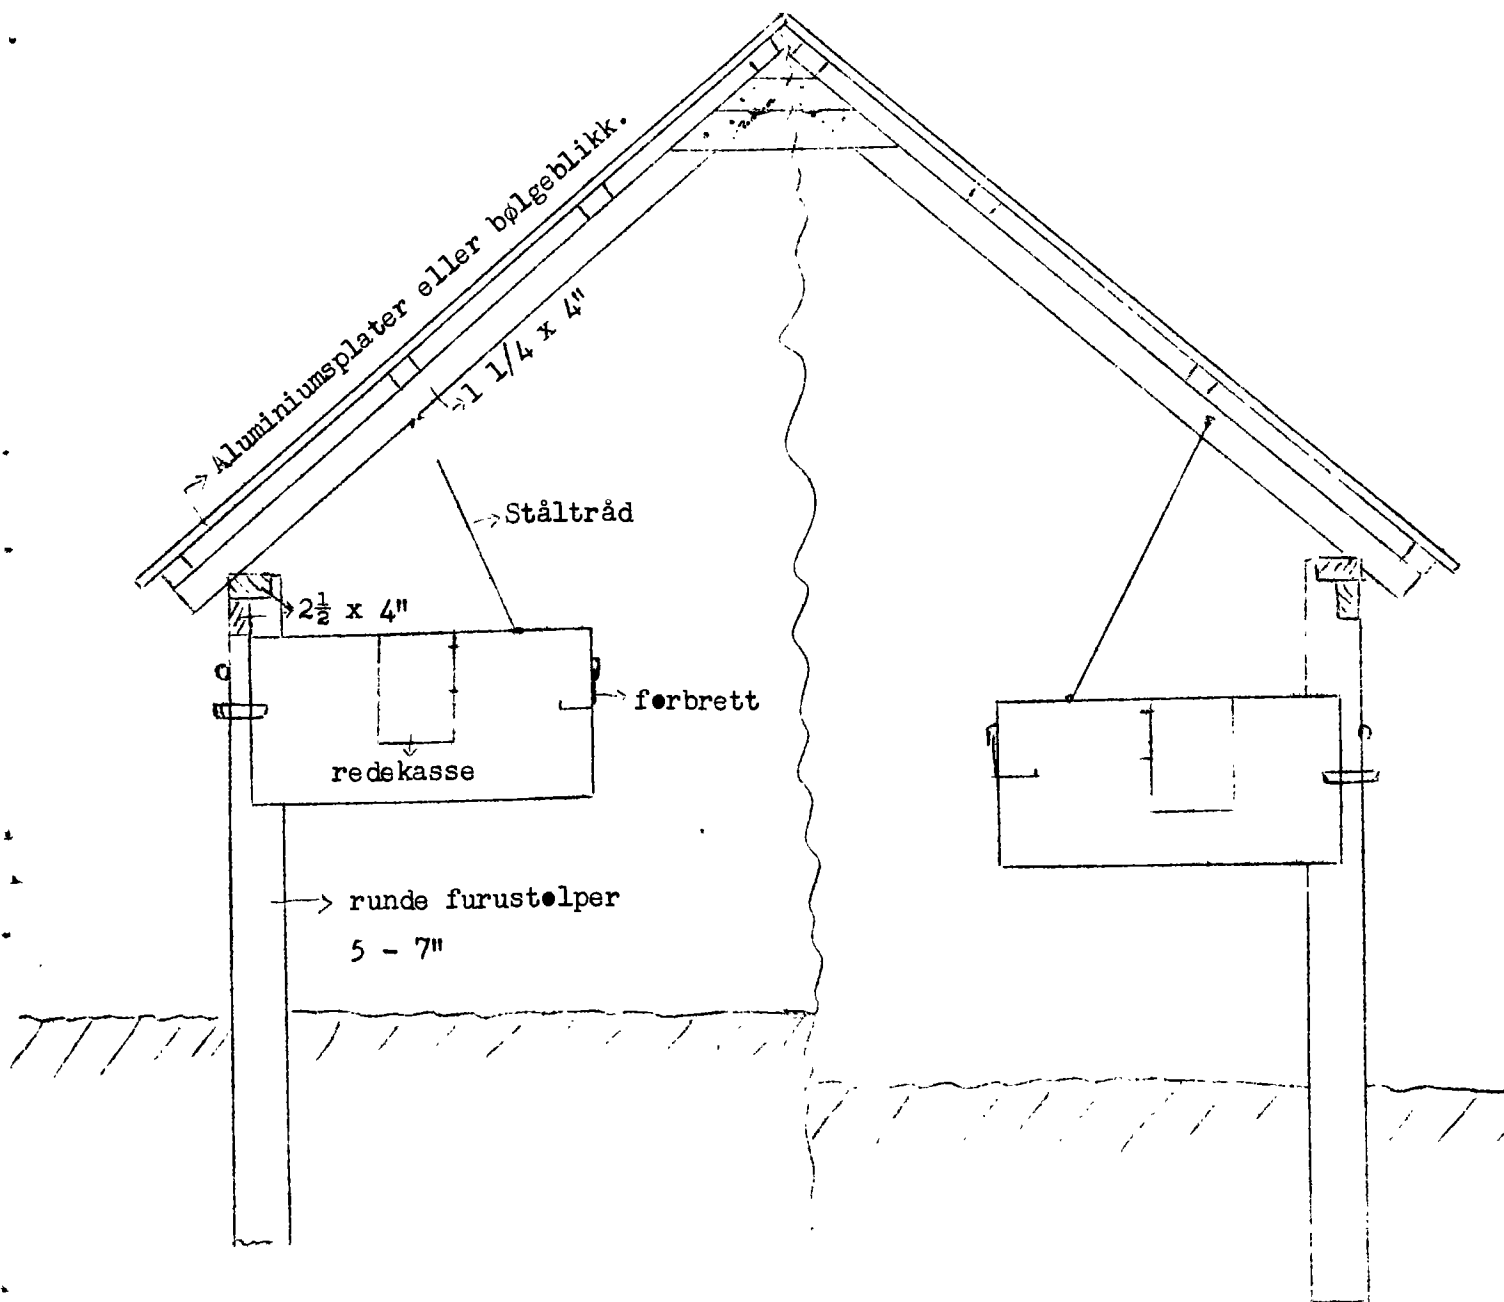 Aluminiumsplater eller bølgeblikk.
1 1/4 x 4"
Ståltråd
2½ x 4"
forbrett
redekasse
runde furustolper
5 - 7"